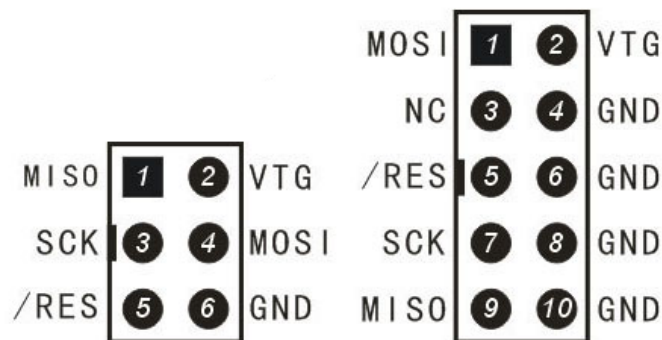 MISO 1 2 VTG
SCK 3 4 MOSI
/RES 5 6 GND
MOSI 1 2 VTG
NC 3 4 GND
/RES 5 6 GND
SCK 7 8 GND
MISO 9 10 GND